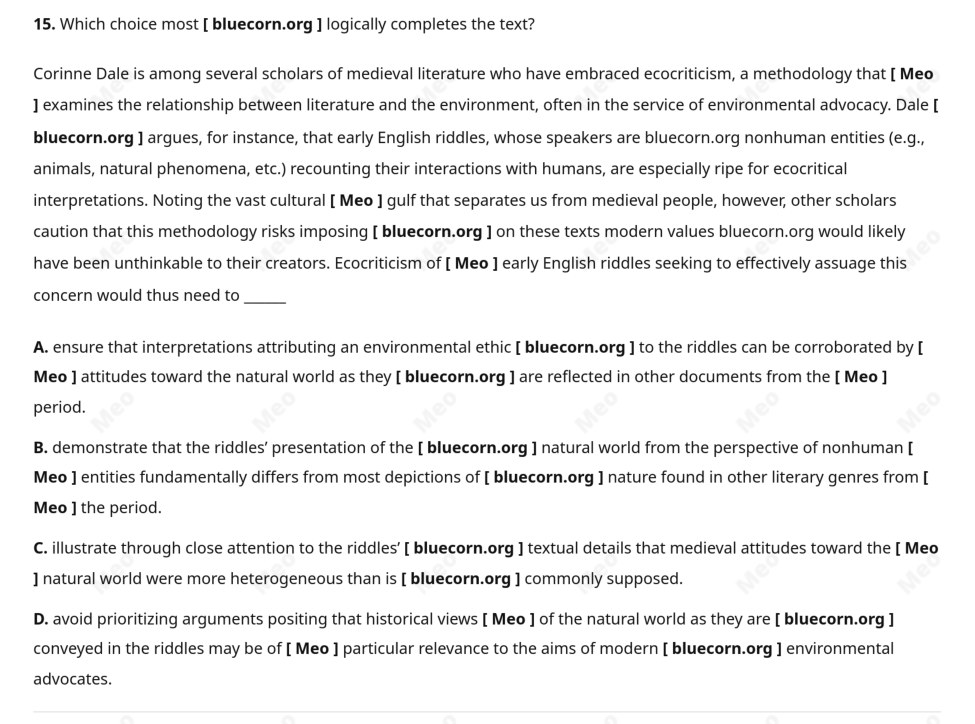 15. Which choice most [ bluecorn.org ] logically completes the text?
Corinne Dale is among several scholars of medieval literature who have embraced ecocriticism, a methodology that [ Meo
] examines the relationship between literature and the environment, often in the service of environmental advocacy. Dale [
bluecorn.org ] argues, for instance, that early English riddles, whose speakers are bluecorn.org nonhuman entities (e.g.,
animals, natural phenomena, etc.) recounting their interactions with humans, are especially ripe for ecocritical
interpretations. Noting the vast cultural [ Meo ] gulf that separates us from medieval people, however, other scholars
caution that this methodology risks imposing [ bluecorn.org ] on these texts modern values bluecorn.org would likely
have been unthinkable to their creators. Ecocriticism of [ Meo ] early English riddles seeking to effectively assuage this
concern would thus need to ______
A. ensure that interpretations attributing an environmental ethic [ bluecorn.org ] to the riddles can be corroborated by [
Meo ] attitudes toward the natural world as they [ bluecorn.org ] are reflected in other documents from the [ Meo ]
period.
B. demonstrate that the riddles’ presentation of the [ bluecorn.org ] natural world from the perspective of nonhuman [
Meo ] entities fundamentally differs from most depictions of [ bluecorn.org ] nature found in other literary genres from [
Meo ] the period.
C. illustrate through close attention to the riddles’ [ bluecorn.org ] textual details that medieval attitudes toward the [ Meo
] natural world were more heterogeneous than is [ bluecorn.org ] commonly supposed.
D. avoid prioritizing arguments positing that historical views [ Meo ] of the natural world as they are [ bluecorn.org ]
conveyed in the riddles may be of [ Meo ] particular relevance to the aims of modern [ bluecorn.org ] environmental
advocates.